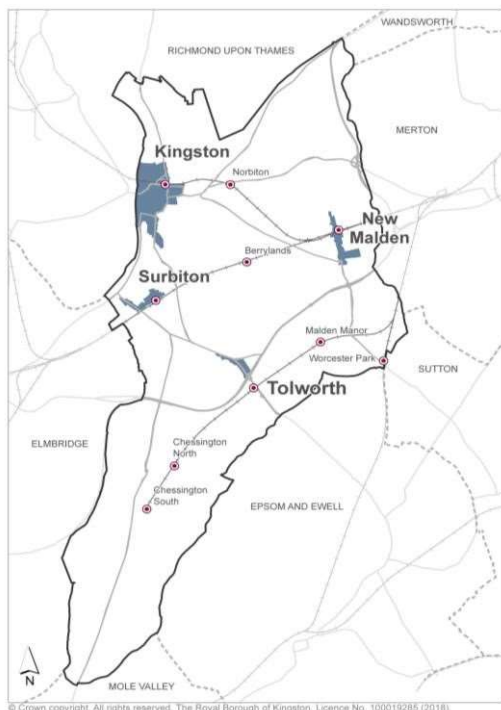 WANDSWORTH
RICHMOND UPON THAMES
MERTON
Kingston
Norbiton
New
Malden
Berrylands
Surbiton
Malden Manor
Worcester Park
SUTTON
Tolworth
ELMBRIDGE
Chessington
North
Chessington
South
EPSOM AND EWELL
N
MOLE VALLEY
© Crown copyright. All rights reserved. The Royal Borough of Kingston. Licence No. 100019285 (2018)